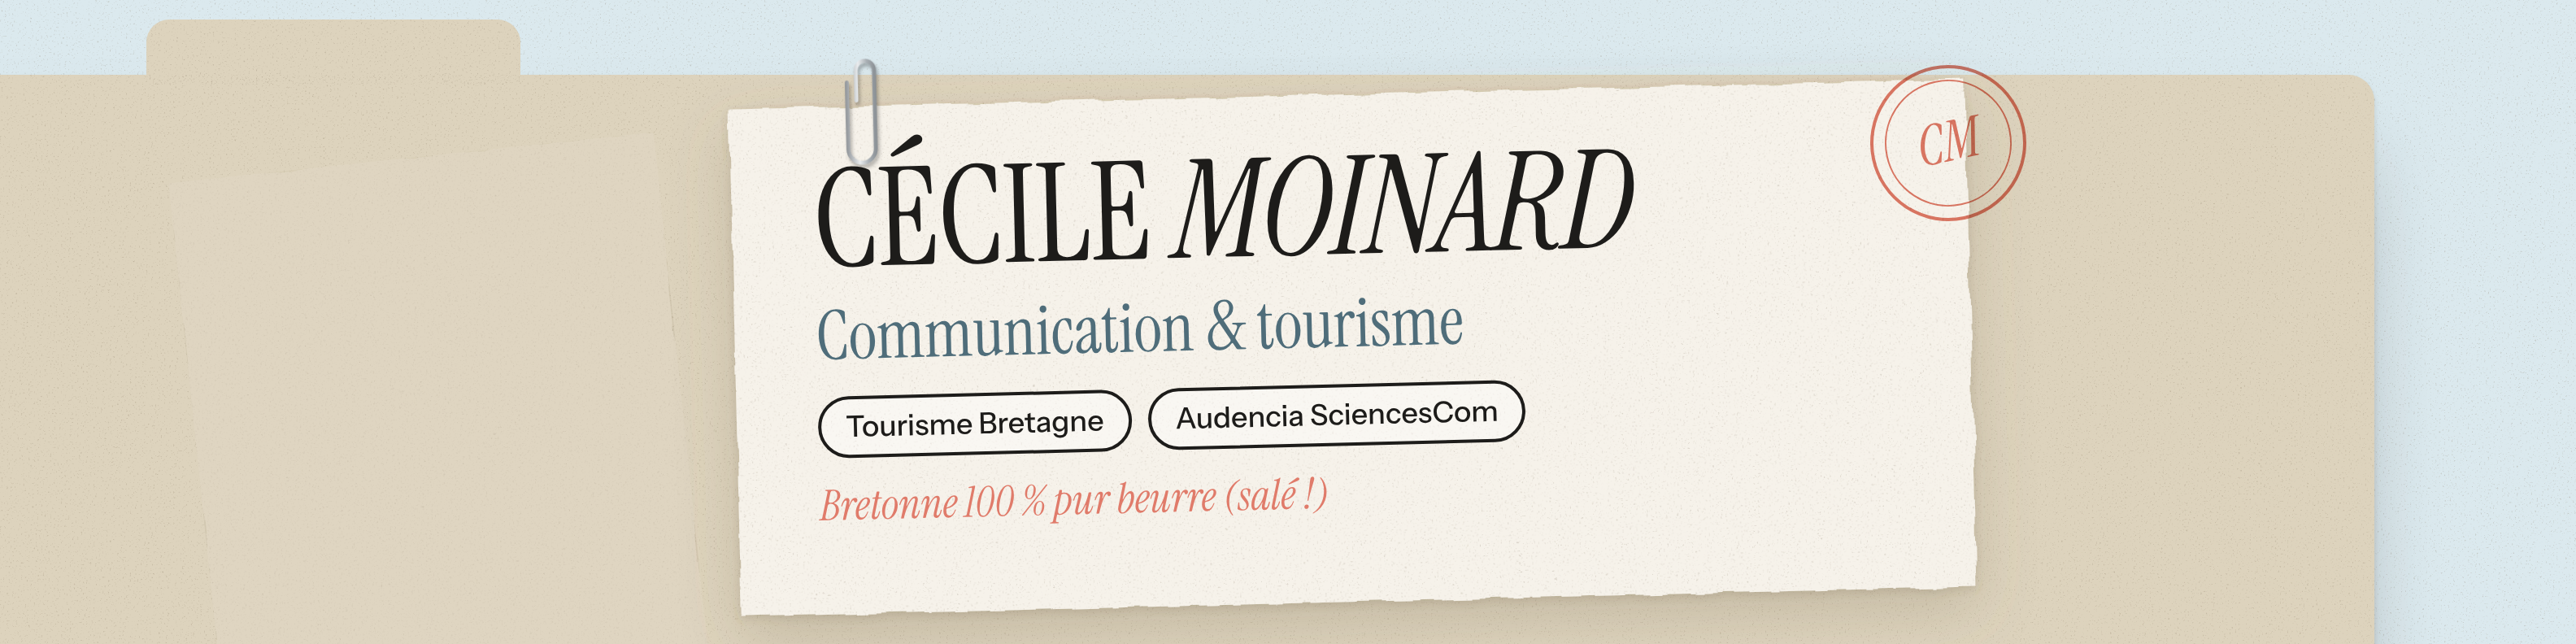 CM
CÉCILE MOINARD
Communication & tourisme
Tourisme Bretagne
Audencia SciencesCom
Bretonne 100 % pur beurre (salé !)